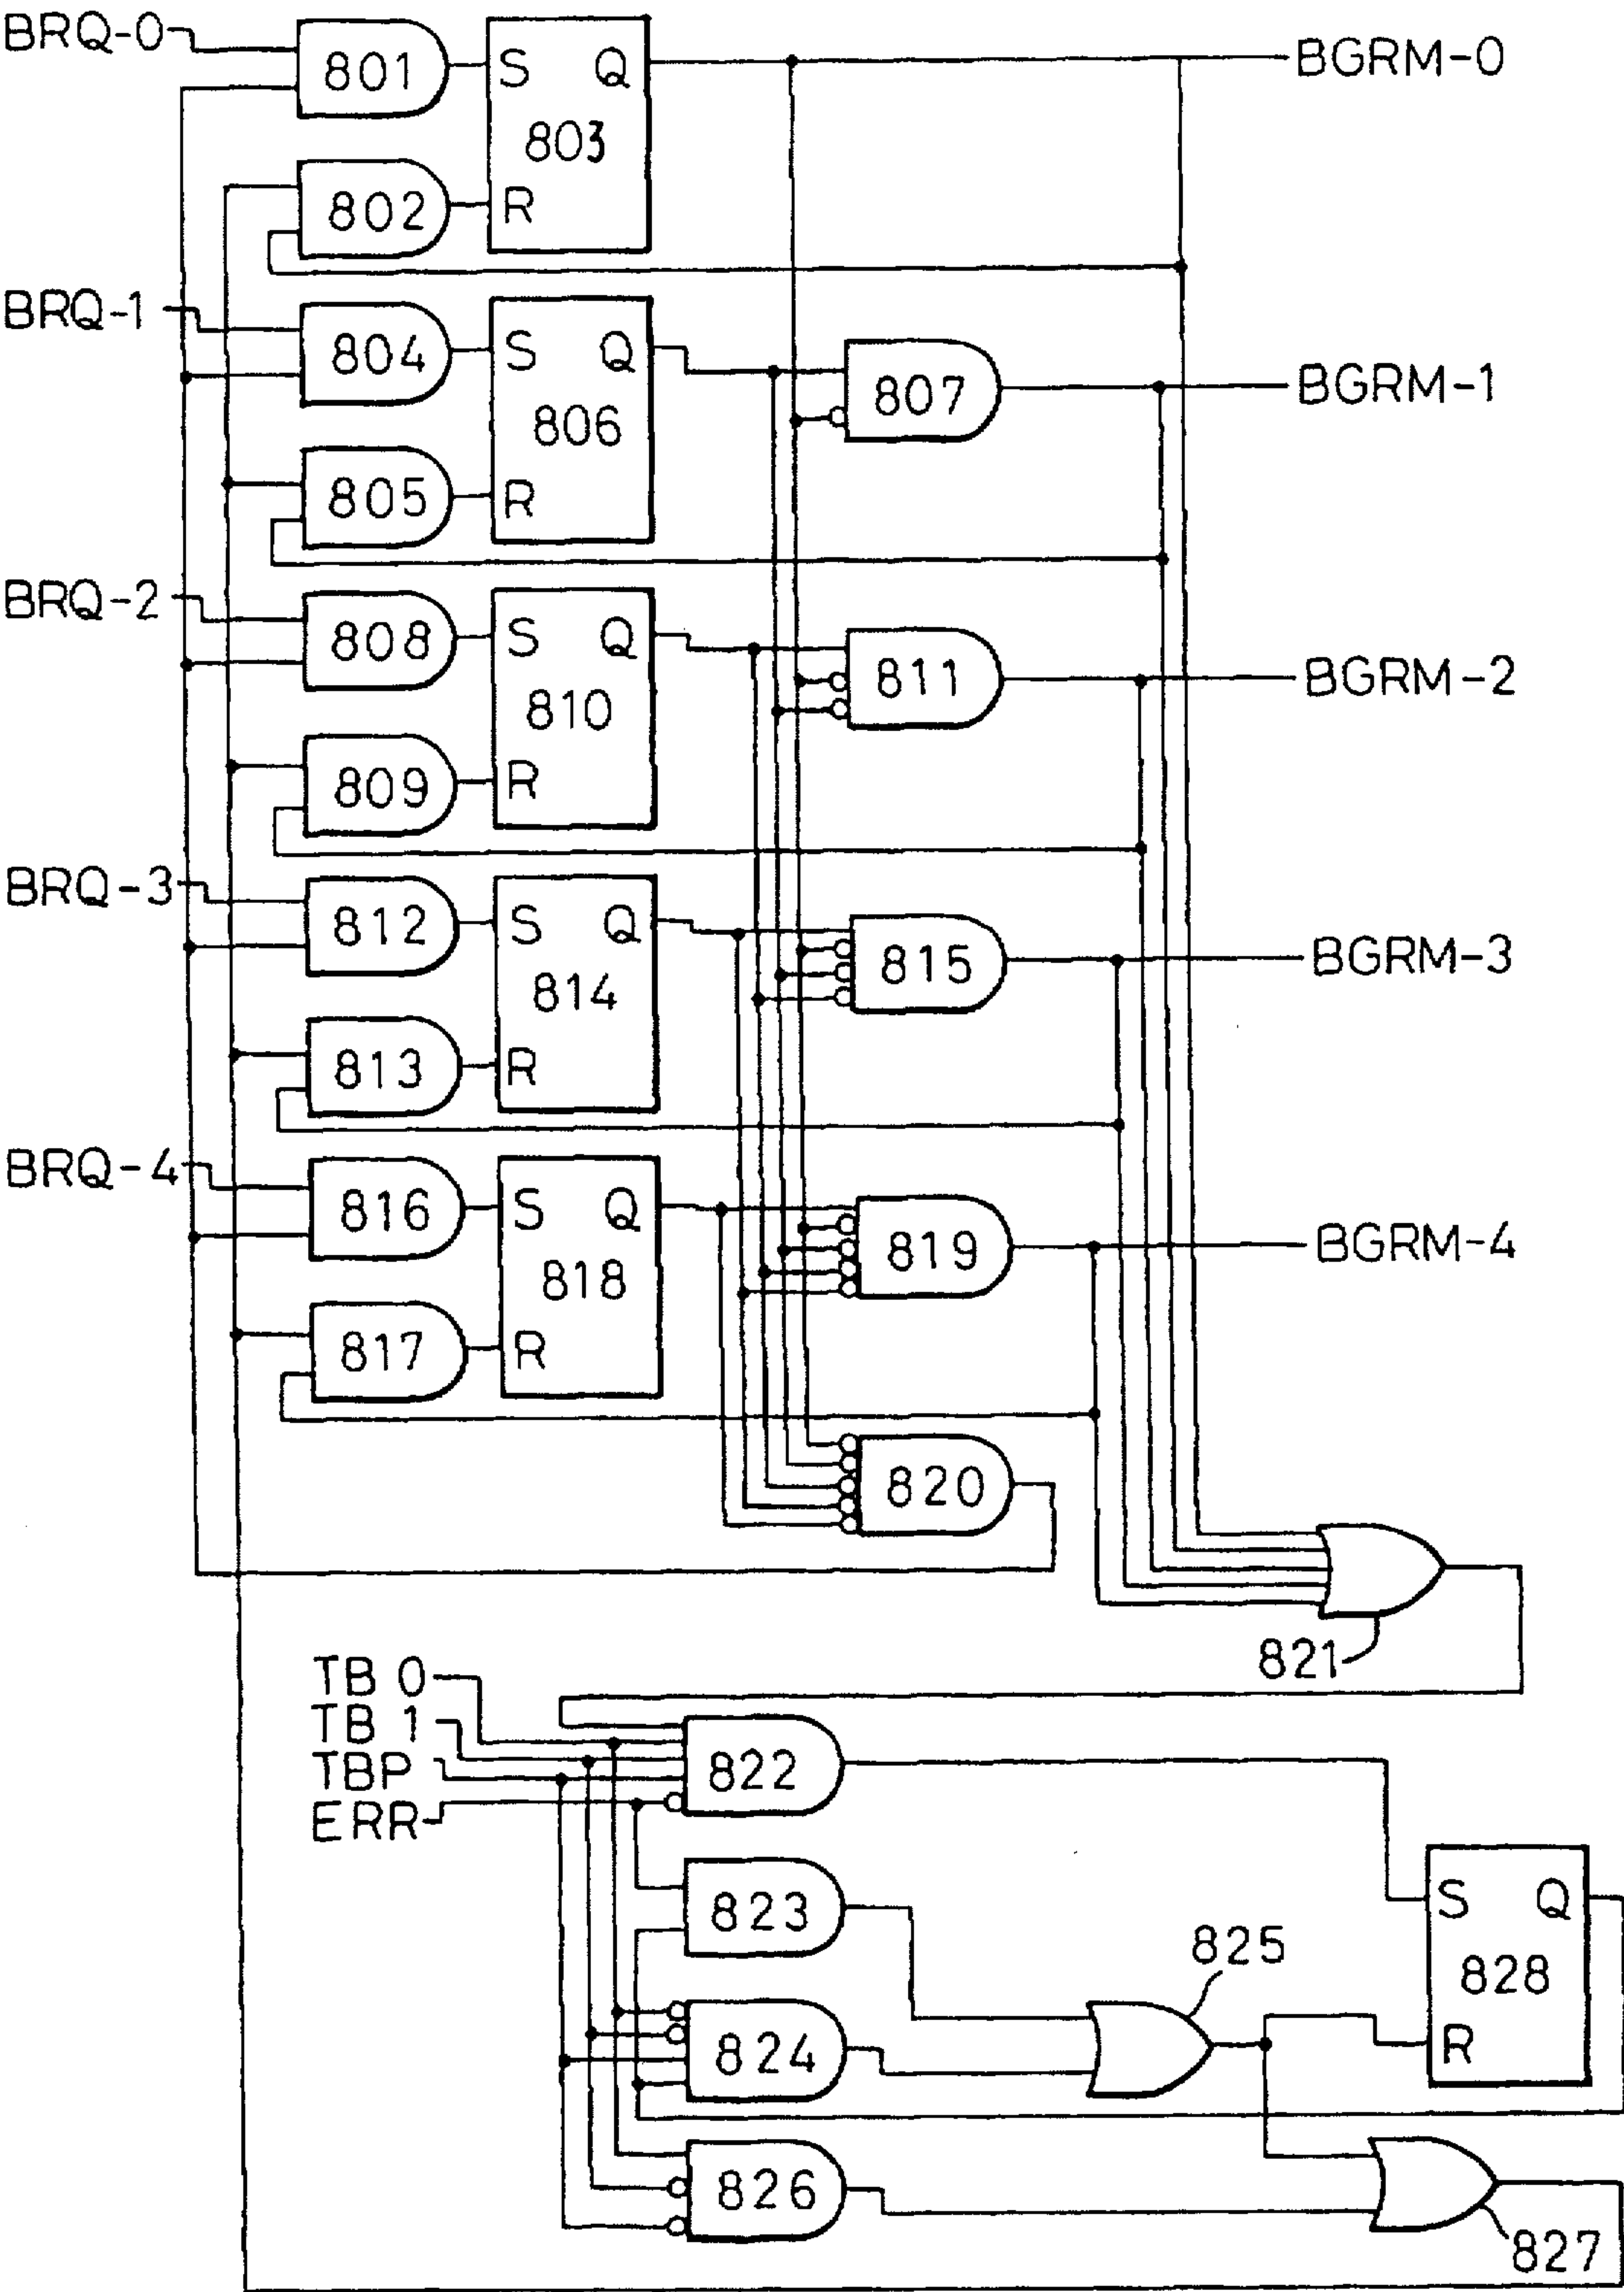 BRQ-0
801
S
Q
803
R
BGRM-0
802
BRQ-1
804
S
Q
806
R
807
BGRM-1
805
BRQ-2
808
S
Q
810
R
811
BGRM-2
809
BRQ-3
812
S
Q
814
R
815
BGRM-3
813
BRQ-4
816
S
Q
818
R
819
BGRM-4
817
820
821
TB 0
TB 1
TBP
ERR
822
823
824
825
826
827
S
Q
828
R